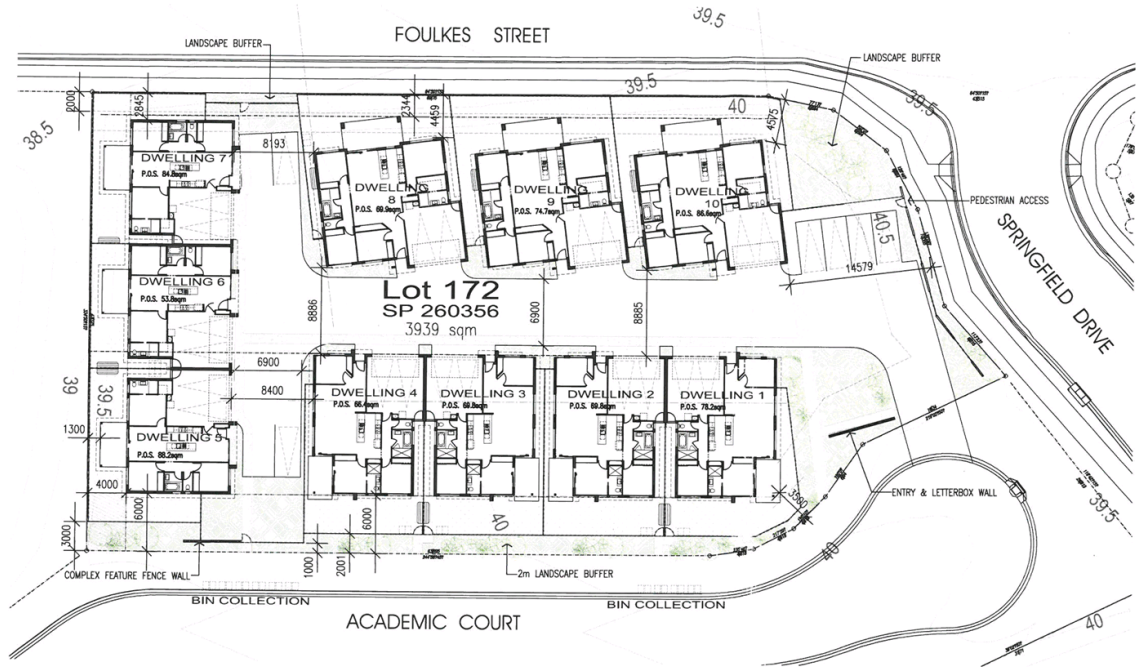 39.5
FOULKES STREET
LANDSCAPE BUFFER
LANDSCAPE BUFFER
39.5
39.5
2000
2845
2344
4459
40
4575
38.5
8193
DWELLING 7
P.O.S. 84.8sqm
DWELLING
8
P.O.S. 69.9sqm
DWELLING
9
P.O.S. 74.7sqm
DWELLING
10
P.O.S. 86.6sqm
PEDESTRIAN ACCESS
40.5
SPRINGFIELD DRIVE
14579
DWELLING 6
P.O.S. 53.8sqm
Lot 172
SP 260356
3939 sqm
8886
6900
8885
6900
8400
39
39.5
DWELLING 4
P.O.S. 66.4sqm
DWELLING 3
P.O.S. 69.8sqm
DWELLING 2
P.O.S. 69.8sqm
DWELLING 1
P.O.S. 78.2sqm
1300
DWELLING 5
P.O.S. 88.2sqm
4000
6000
6000
3980
ENTRY & LETTERBOX WALL
39.5
3000
40
1000
2001
40
COMPLEX FEATURE FENCE WALL
2m LANDSCAPE BUFFER
BIN COLLECTION
BIN COLLECTION
ACADEMIC COURT
40